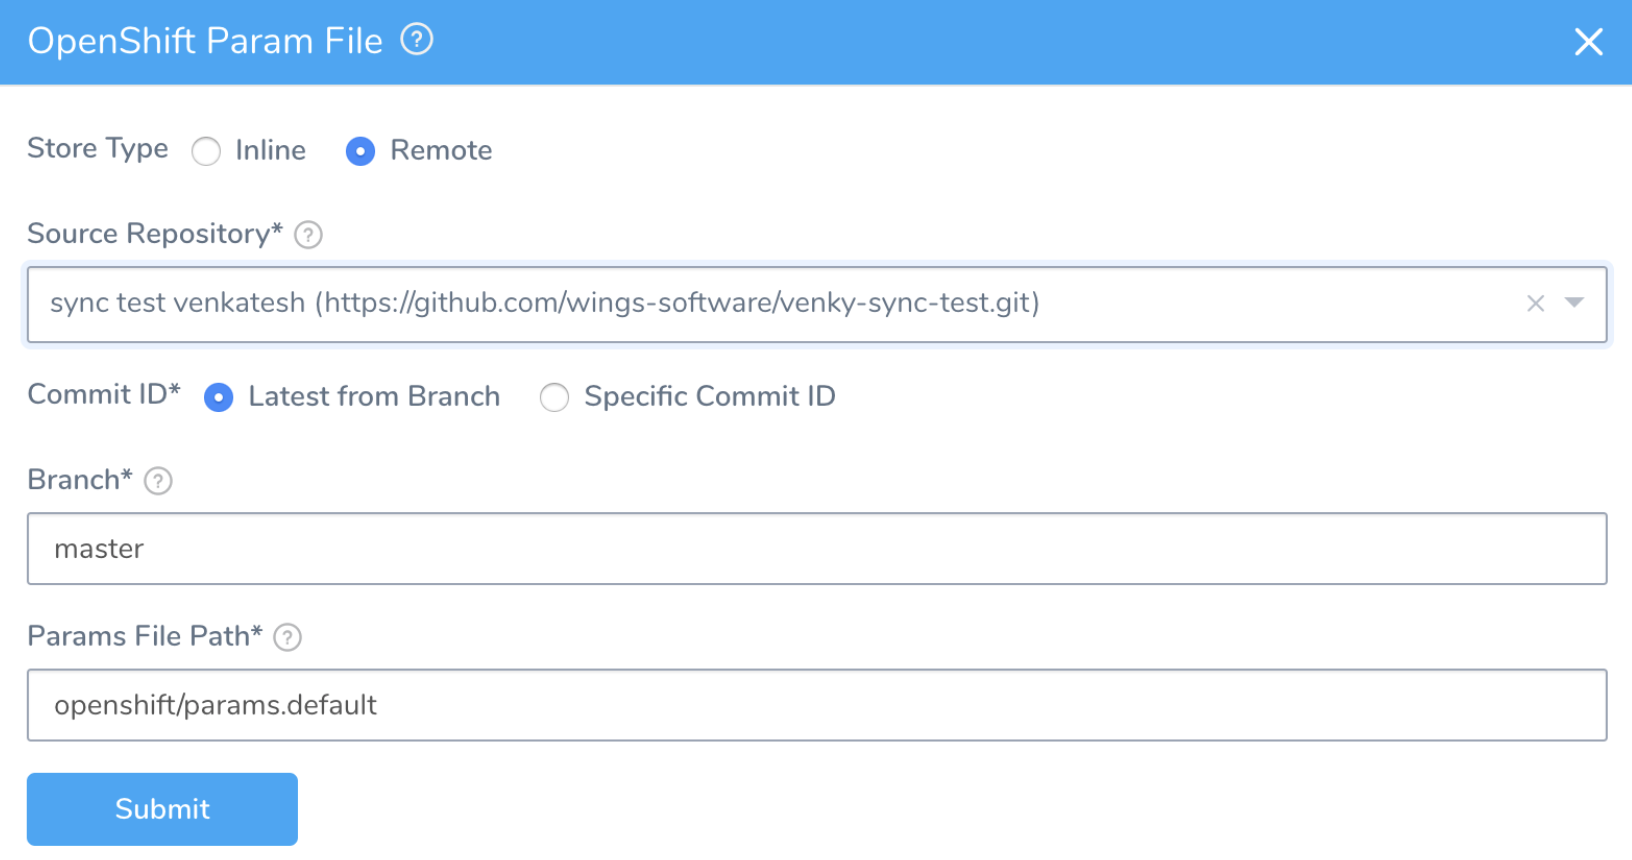 OpenShift Param File ?
Store Type Inline Remote
Source Repository* ?
sync test venkatesh (https://github.com/wings-software/venky-sync-test.git)
Commit ID* Latest from Branch Specific Commit ID
Branch* ?
master
Params File Path* ?
openshift/params.default
Submit